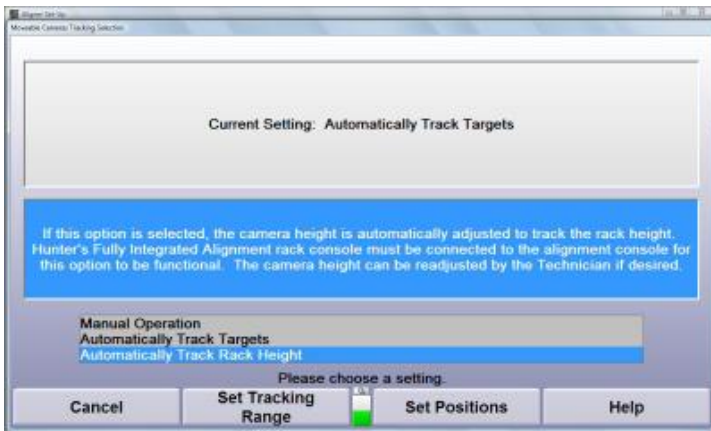 Aligner Set Up
Moveable Cameras Tracking Selection
Current Setting: Automatically Track Targets
If this option is selected, the camera height is automatically adjusted to track the rack height.
Hunter's Fully Integrated Alignment rack console must be connected to the alignment console for
this option to be functional. The camera height can be readjusted by the Technician if desired.
Manual Operation
Automatically Track Targets
Automatically Track Rack Height
Please choose a setting.
Cancel
Set Tracking
Range
Set Positions
Help